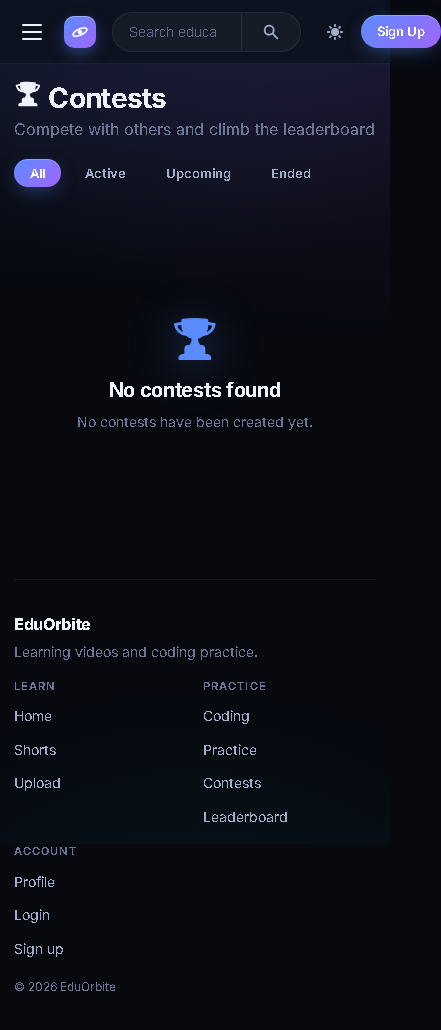 Search educa
Sign Up
Contests
Compete with others and climb the leaderboard
All
Active
Upcoming
Ended
No contests found
No contests have been created yet.
EduOrbite
Learning videos and coding practice.
LEARN
Home
Shorts
Upload
PRACTICE
Coding
Practice
Contests
Leaderboard
ACCOUNT
Profile
Login
Sign up
© 2026 EduOrbite